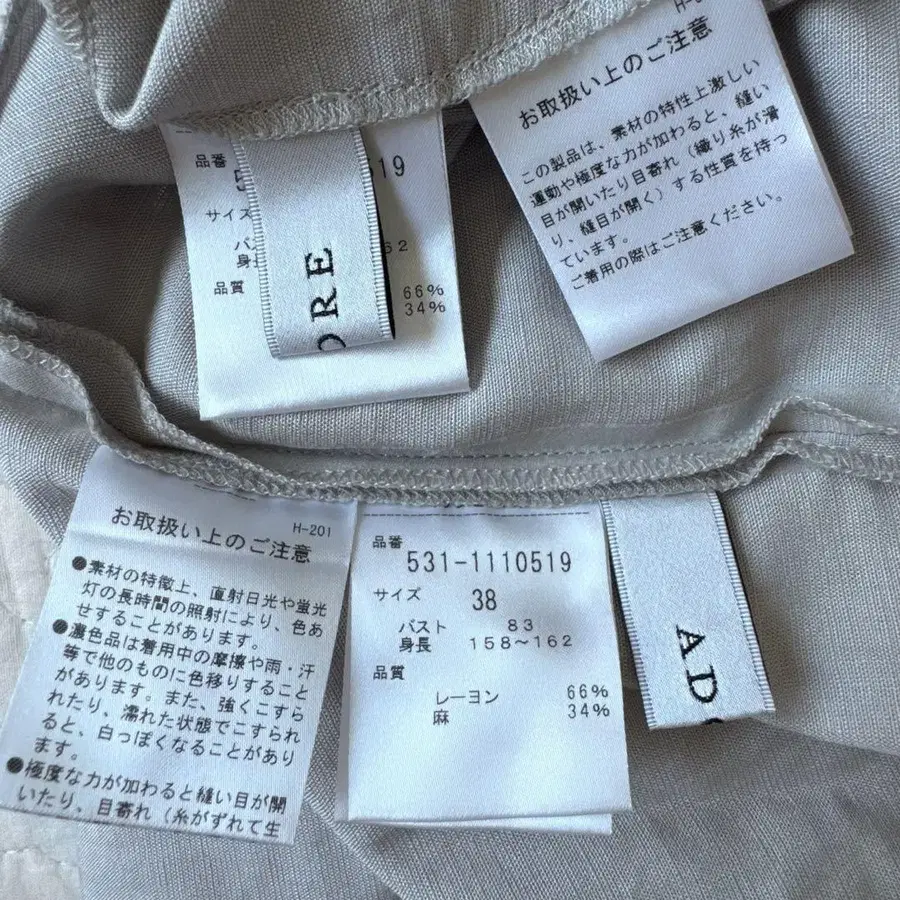 品番
519
サイズ
バス
身長
162
品質
66%
34%
ORE
お取扱い上のご注意
この製品は、素材の特性上激しい
運動や極度な力が加わると、縫い
目が開いたり目寄れ（織り糸が滑
り、縫目が開く）する性質を持っ
ています。
ご着用の際はご注意ください。
H-201
お取扱い上のご注意
●素材の特徴上、直射日光や蛍光
灯の長時間の照射により、色あ
せすることがあります。
●濃色品は着用中の摩擦や雨・汗
等で他のものに色移りすること
があります。また、強くこすら
れたり、濡れた状態でこすられ
ると、白っぽくなることがあり
ます。
●極度な力が加わると縫い目が開
いたり、目寄れ（糸がずれて生
品番
531-1110519
サイズ 38
バスト 83
身長 158～162
品質
レーヨン 66%
麻 34%
AD